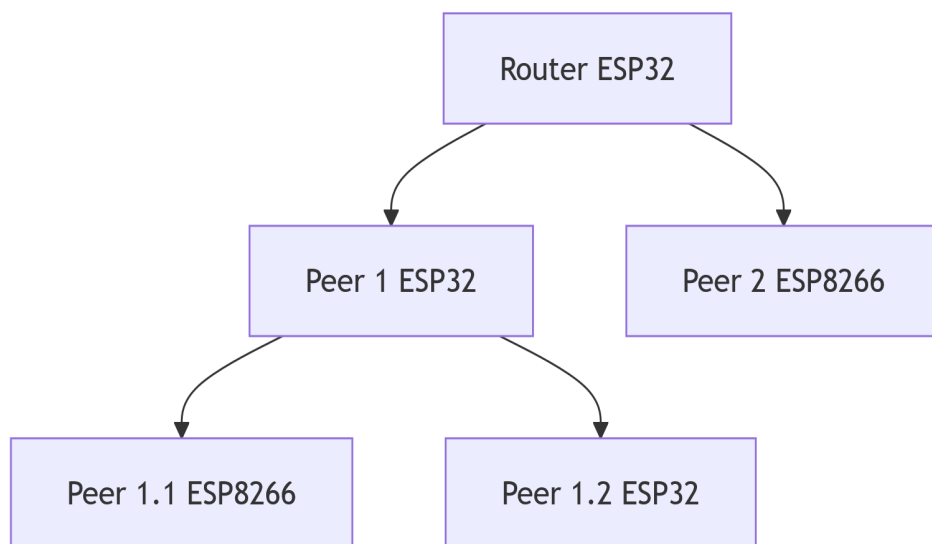 Router ESP32
Peer 1 ESP32
Peer 2 ESP8266
Peer 1.1 ESP8266
Peer 1.2 ESP32